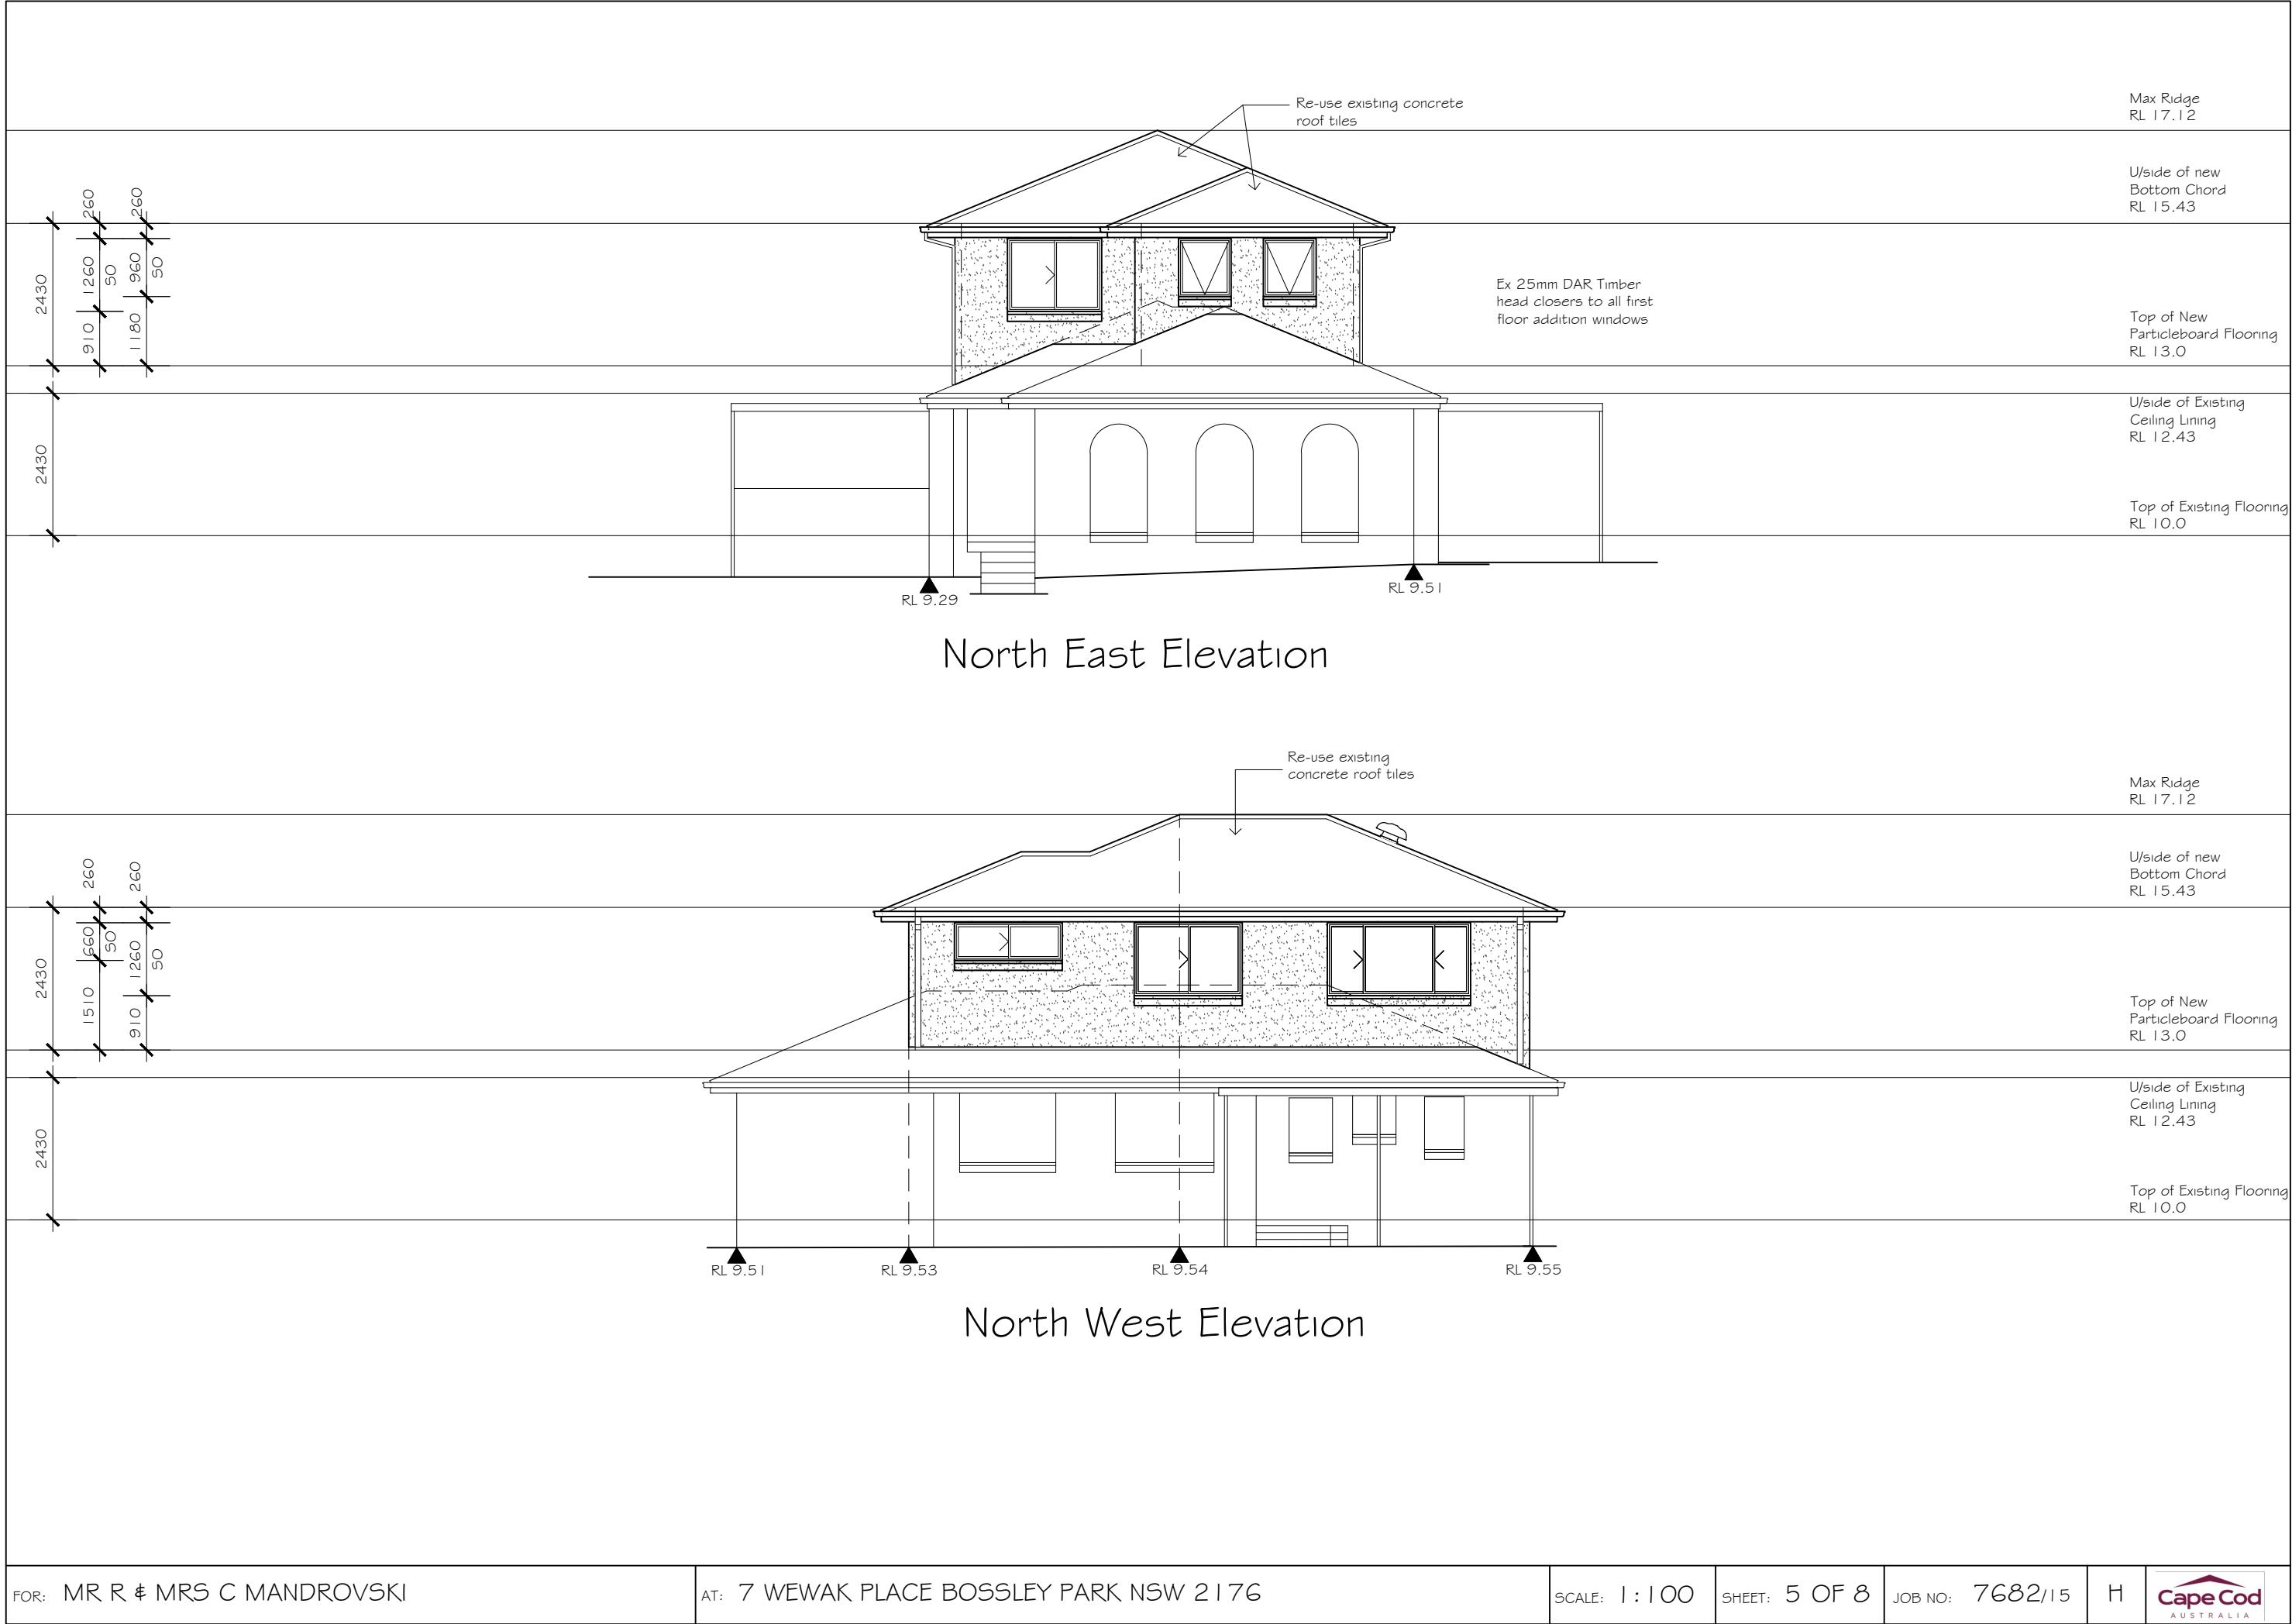 Re-use existing concrete
roof tiles
Max Ridge
RL 17.12
U/side of new
Bottom Chord
RL 15.43
260
260
2430
1260
50
960
50
910
1180
Ex 25mm DAR Timber
head closers to all first
floor addition windows
Top of New
Particleboard Flooring
RL 13.0
U/side of Existing
Ceiling Lining
RL 12.43
2430
Top of Existing Flooring
RL 10.0
RL 9.29
RL 9.51
North East Elevation
Re-use existing
concrete roof tiles
Max Ridge
RL 17.12
U/side of new
Bottom Chord
RL 15.43
260
260
2430
660
50
1260
50
1510
910
Top of New
Particleboard Flooring
RL 13.0
U/side of Existing
Ceiling Lining
RL 12.43
2430
Top of Existing Flooring
RL 10.0
RL 9.51
RL 9.53
RL 9.54
RL 9.55
North West Elevation
FOR: MR R & MRS C MANDROVSKI
AT: 7 WEWAK PLACE BOSSLEY PARK NSW 2176
SCALE: 1:100
SHEET: 5 OF 8
JOB NO: 7682/15
H
Cape Cod
AUSTRALIA